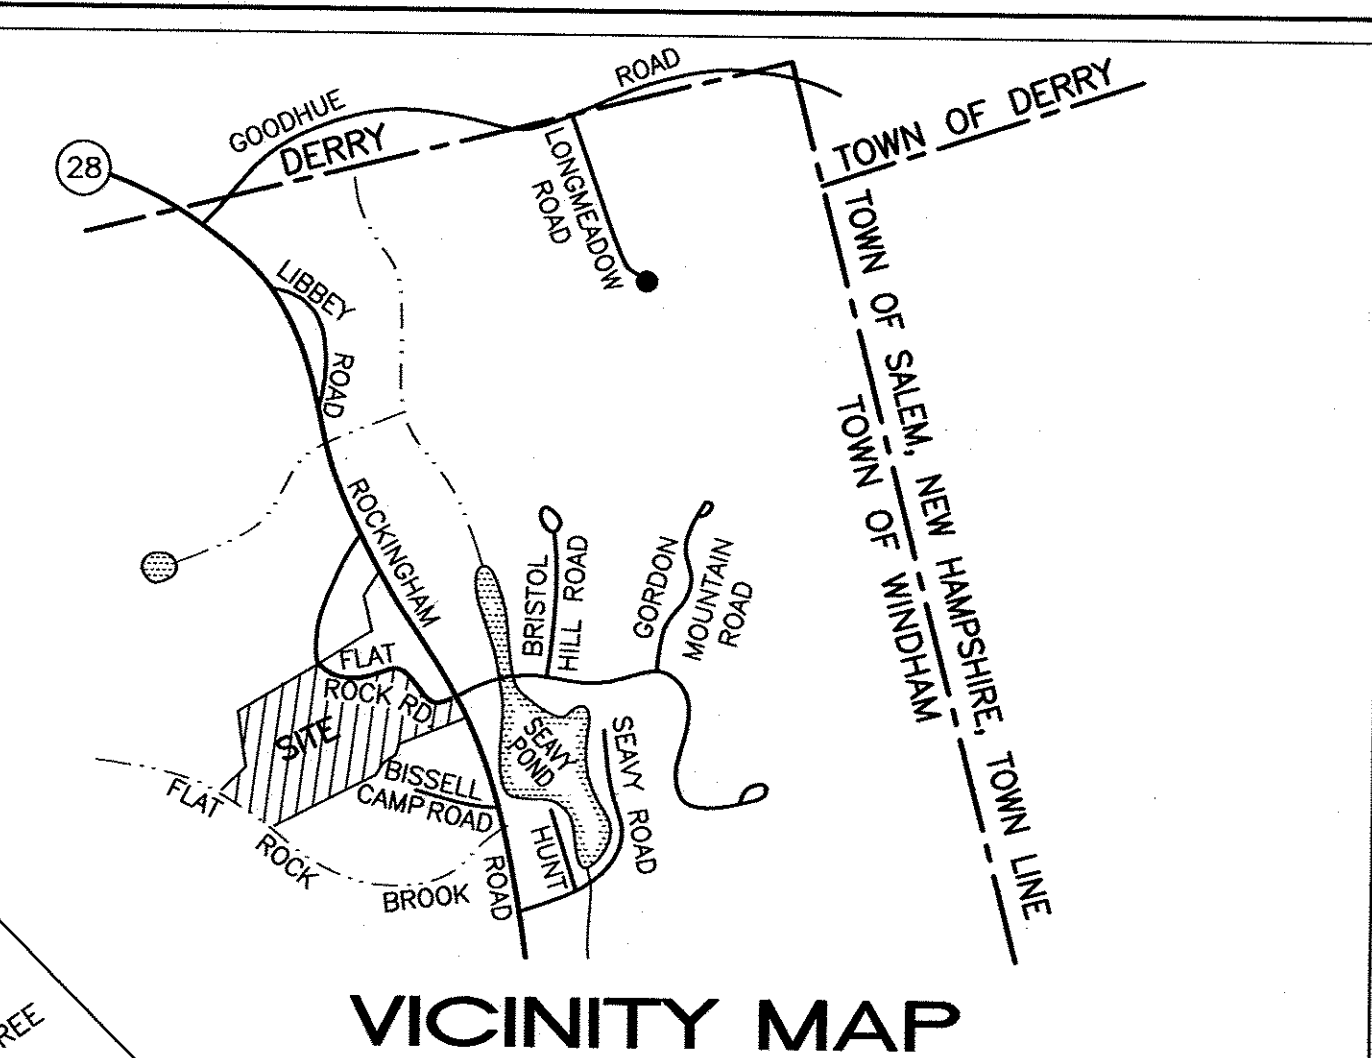 GOODHUE ROAD
28
DERRY
TOWN OF DERRY
LONGMEADOW
ROAD
TOWN OF SALEM, NEW HAMPSHIRE, TOWN LINE
TOWN OF WINDHAM
LIBBEY ROAD
ROCKINGHAM ROAD
BRISTOL
HILL ROAD
GORDON
MOUNTAIN
ROAD
FLAT
ROCK RD.
SITE
SEAVY
POND
SEAVY ROAD
BISSELL
CAMP ROAD
HUNT
FLAT ROCK BROOK
VICINITY MAP
REE